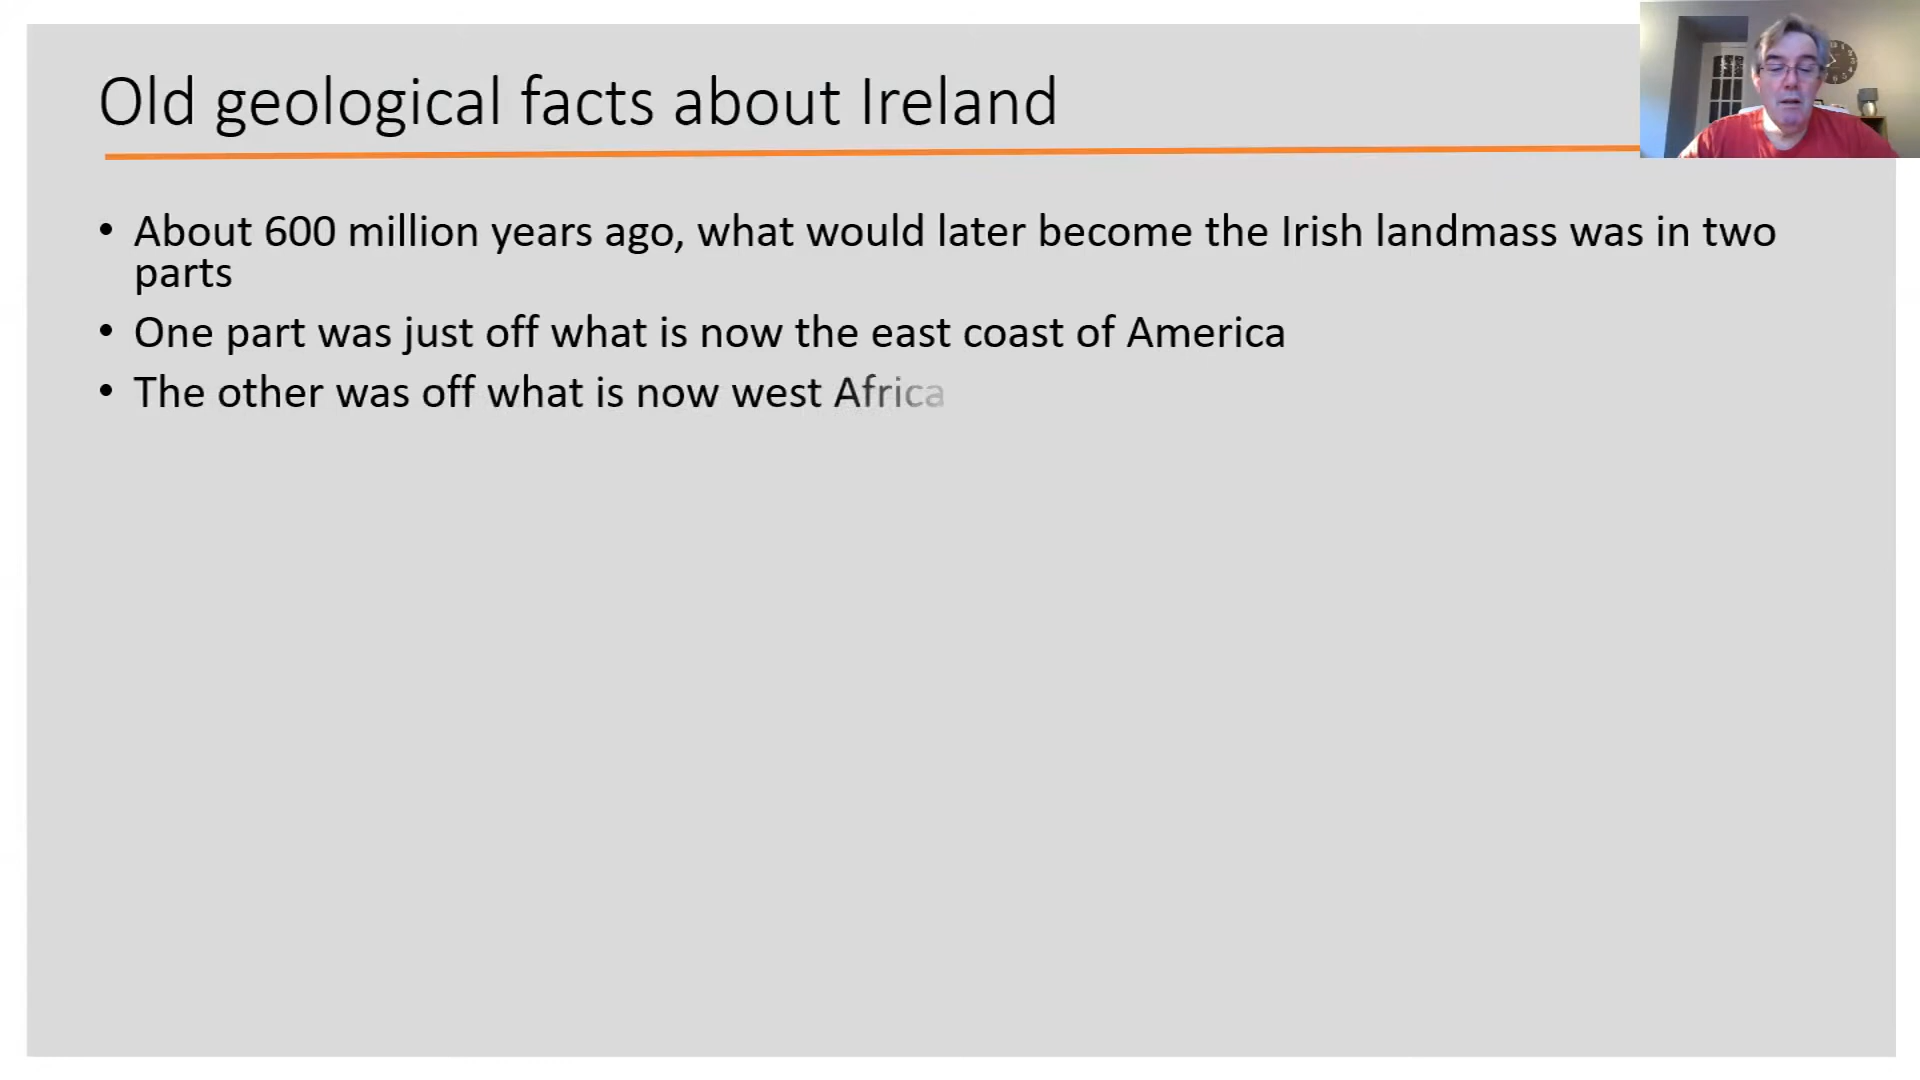 Old geological facts about Ireland
• About 600 million years ago, what would later become the Irish landmass was in two
parts
• One part was just off what is now the east coast of America
• The other was off what is now west Africa